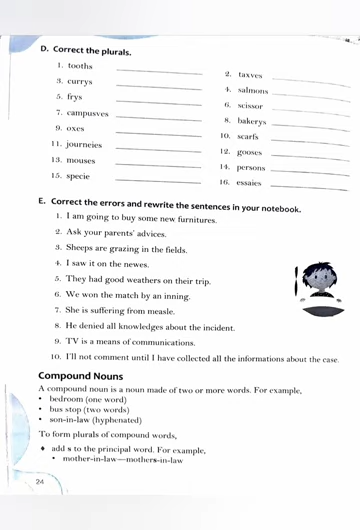 D. Correct the plurals.
1. tooths
2. taxves
3. currys
4. salmons
5. frys
6. scissor
7. campusves
8. bakerys
9. oxes
10. scarfs
11. journeies
12. gooses
13. mouses
14. persons
15. specie
16. essaies
E. Correct the errors and rewrite the sentences in your notebook.
1. I am going to buy some new furnitures.
2. Ask your parents' advices.
3. Sheeps are grazing in the fields.
4. I saw it on the newes.
5. They had good weathers on their trip.
6. We won the match by an inning.
7. She is suffering from measle.
8. He denied all knowledges about the incident.
9. TV is a means of communications.
10. I'll not comment until I have collected all the informations about the case.
Compound Nouns
A compound noun is a noun made of two or more words. For example,
• bedroom (one word)
• bus stop (two words)
• son-in-law (hyphenated)
To form plurals of compound words,
♦ add s to the principal word. For example,
• mother-in-law—mothers-in-law
24